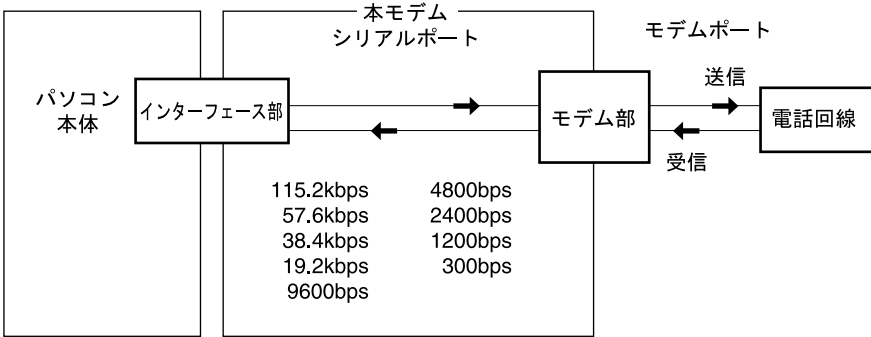 本モデム
シリアルポート
モデムポート
パソコン
本体
インターフェース部
モデム部
送信
受信
電話回線
115.2kbps
57.6kbps
38.4kbps
19.2kbps
9600bps
4800bps
2400bps
1200bps
300bps